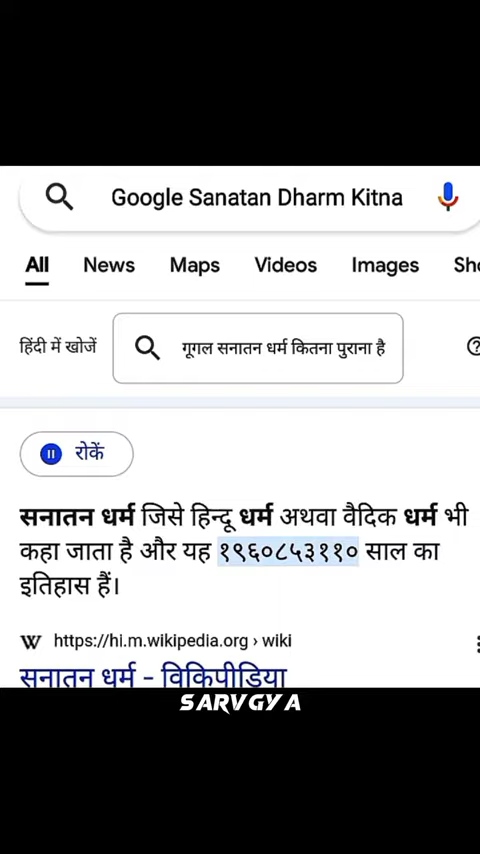 Google Sanatan Dharm Kitna
All News Maps Videos Images Sho
हिंदी में खोजें गूगल सनातन धर्म कितना पुराना है
रोकें
सनातन धर्म जिसे हिन्दू धर्म अथवा वैदिक धर्म भी
कहा जाता है और यह १९६०८५३११० साल का
इतिहास हैं।
W https://hi.m.wikipedia.org › wiki
सनातन धर्म - विकिपीडिया
SARVGYA